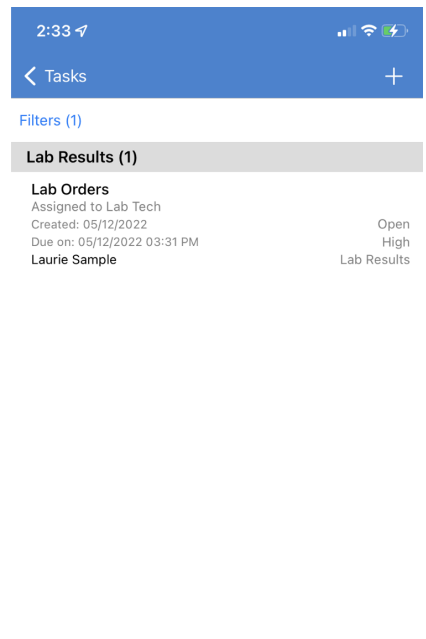 2:33
Tasks
Filters (1)
Lab Results (1)
Lab Orders
Assigned to Lab Tech
Created: 05/12/2022 Open
Due on: 05/12/2022 03:31 PM High
Laurie Sample Lab Results